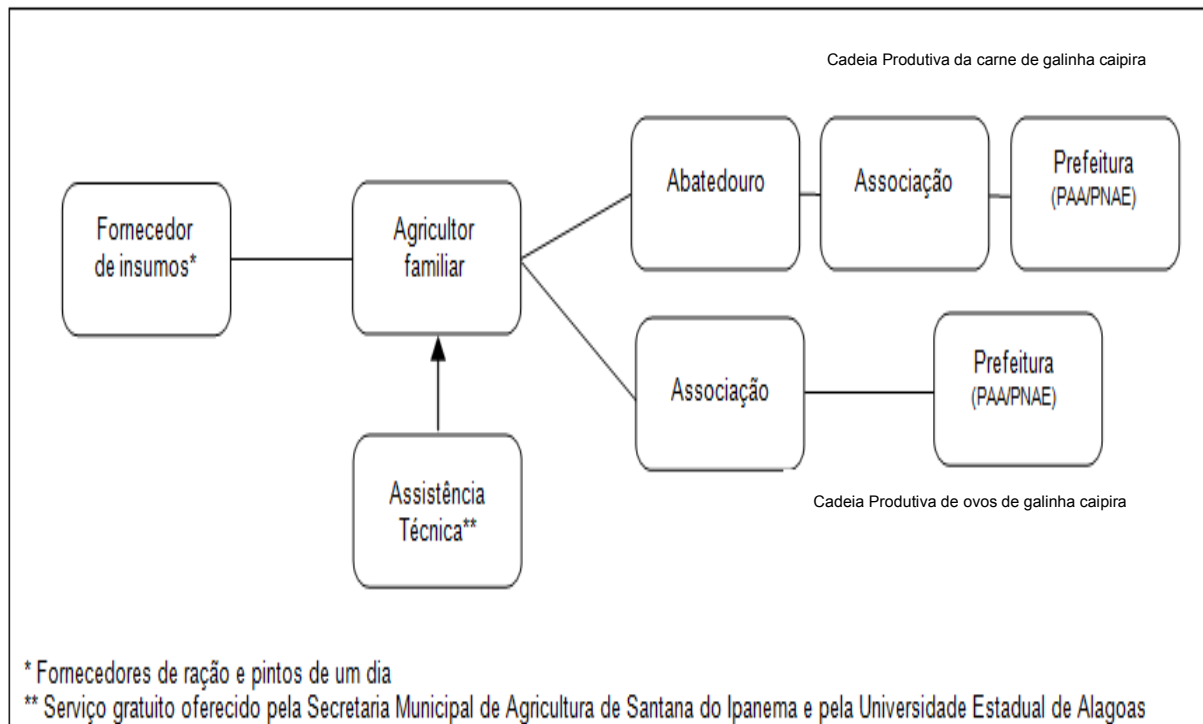 Cadeia Produtiva da carne de galinha caipira
Fornecedor
de insumos*
Agricultor
familiar
Abatedouro
Associação
Prefeitura
(PAA/PNAE)
Associação
Prefeitura
(PAA/PNAE)
Assistência
Técnica**
Cadeia Produtiva de ovos de galinha caipira
* Fornecedores de ração e pintos de um dia
** Serviço gratuito oferecido pela Secretaria Municipal de Agricultura de Santana do Ipanema e pela Universidade Estadual de Alagoas